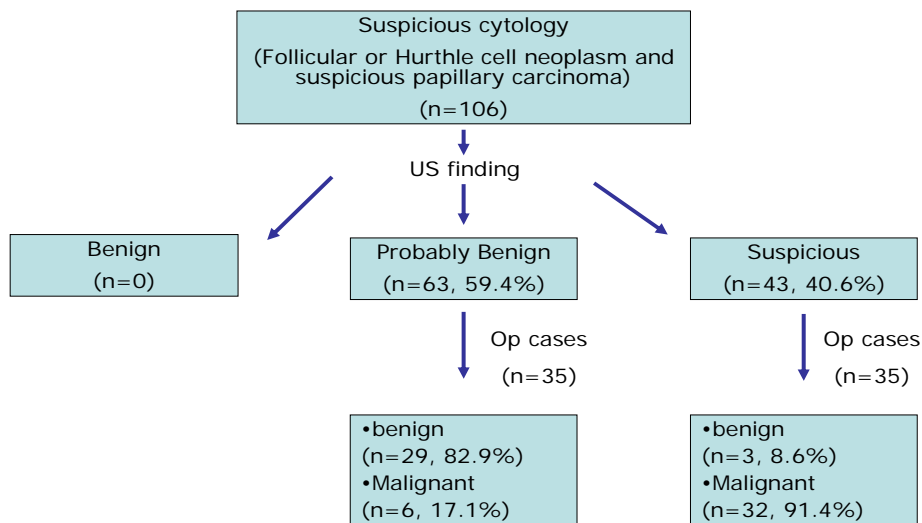 Suspicious cytology
(Follicular or Hurthle cell neoplasm and
suspicious papillary carcinoma)
(n=106)
US finding
Benign
(n=0)
Probably Benign
(n=63, 59.4%)
Suspicious
(n=43, 40.6%)
Op cases
(n=35)
Op cases
(n=35)
•benign
(n=29, 82.9%)
•Malignant
(n=6, 17.1%)
•benign
(n=3, 8.6%)
•Malignant
(n=32, 91.4%)